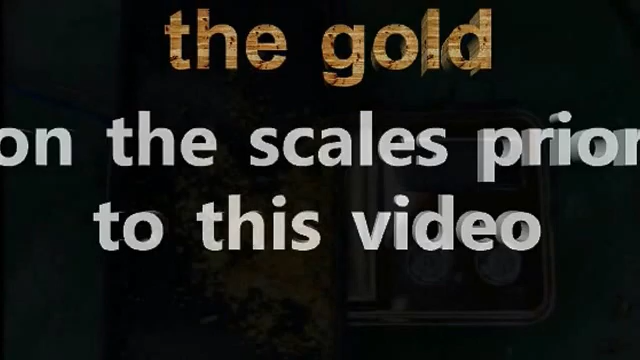 the gold
on the scales prior
to this video